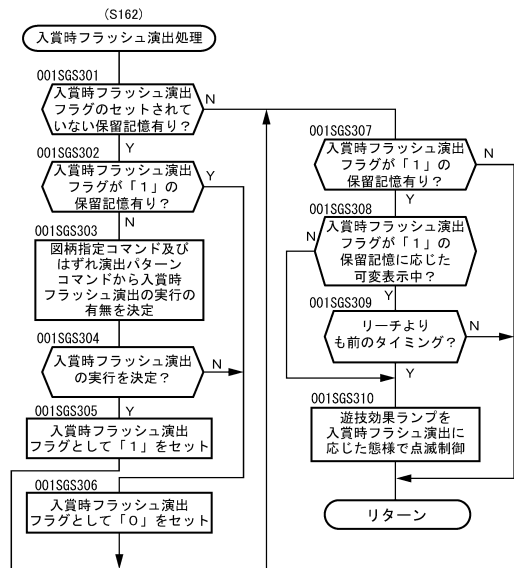 (S162)
入賞時フラッシュ演出処理
001SGS301
入賞時フラッシュ演出
フラグのセットされて
いない保留記憶有り?
N
Y
001SGS302
入賞時フラッシュ演出
フラグが「1」の
保留記憶有り?
Y
N
001SGS303
図柄指定コマンド及び
はずれ演出パターン
コマンドから入賞時
フラッシュ演出の実行の
有無を決定
001SGS304
入賞時フラッシュ演出
の実行を決定?
N
Y
001SGS305
入賞時フラッシュ演出
フラグとして「1」をセット
001SGS306
入賞時フラッシュ演出
フラグとして「0」をセット
001SGS307
入賞時フラッシュ演出
フラグが「1」の
保留記憶有り?
N
Y
001SGS308
入賞時フラッシュ演出
フラグが「1」の
保留記憶に応じた
可変表示中?
N
Y
001SGS309
リーチより
も前のタイミング?
N
Y
001SGS310
遊技効果ランプを
入賞時フラシュ演出に
応じた態様で点滅制御
リターン